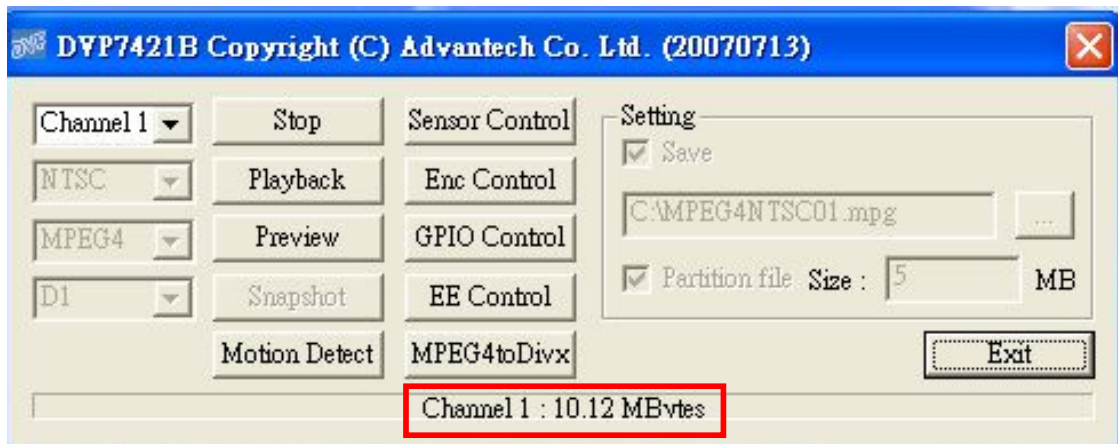 DVP7421B Copyright (C) Advantech Co. Ltd. (20070713)
Channel 1
Stop
Sensor Control
Setting
Save
NTSC
Playback
Enc Control
C:\MPEG4NTSC01.mpg
...
MPEG4
Preview
GPIO Control
Partition file Size : 5 MB
D1
Snapshot
EE Control
Motion Detect
MPEG4toDivx
Exit
Channel 1 : 10.12 MBytes